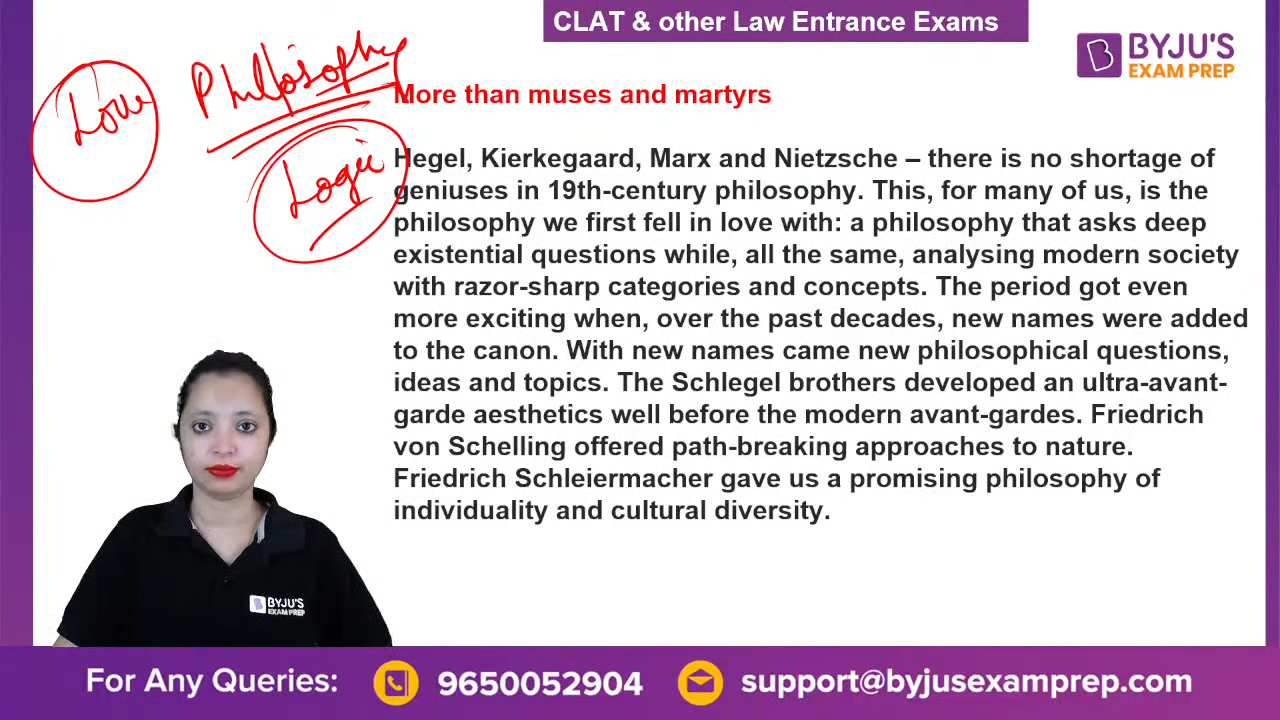 CLAT & other Law Entrance Exams
BYJU'S
EXAM PREP
Love
Philosophy
Logic
More than muses and martyrs
Hegel, Kierkegaard, Marx and Nietzsche – there is no shortage of
geniuses in 19th-century philosophy. This, for many of us, is the
philosophy we first fell in love with: a philosophy that asks deep
existential questions while, all the same, analysing modern society
with razor-sharp categories and concepts. The period got even
more exciting when, over the past decades, new names were added
to the canon. With new names came new philosophical questions,
ideas and topics. The Schlegel brothers developed an ultra-avant-
garde aesthetics well before the modern avant-gardes. Friedrich
von Schelling offered path-breaking approaches to nature.
Friedrich Schleiermacher gave us a promising philosophy of
individuality and cultural diversity.
BYJU'S
EXAM PREP
For Any Queries:
9650052904
support@byjusexamprep.com